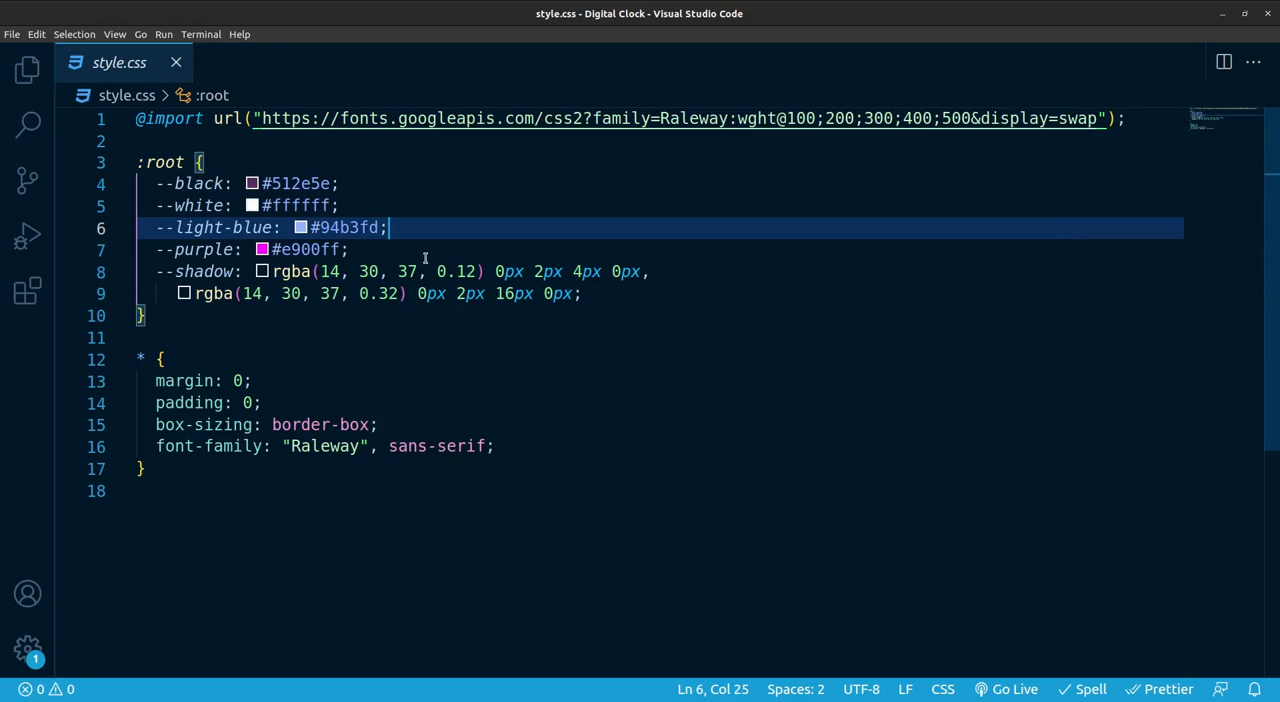 style.css - Digital Clock - Visual Studio Code
File Edit Selection View Go Run Terminal Help
style.css
style.css > :root
1 @import url("https://fonts.googleapis.com/css2?family=Raleway:wght@100;200;300;400;500&display=swap");
2
3 :root {
4 --black: #512e5e;
5 --white: #ffffff;
6 --light-blue: #94b3fd;
7 --purple: #e900ff;
8 --shadow: rgba(14, 30, 37, 0.12) 0px 2px 4px 0px,
9 rgba(14, 30, 37, 0.32) 0px 2px 16px 0px;
10 }
11
12 * {
13 margin: 0;
14 padding: 0;
15 box-sizing: border-box;
16 font-family: "Raleway", sans-serif;
17 }
18
1
0 0 Ln 6, Col 25 Spaces: 2 UTF-8 LF CSS Go Live Spell Prettier